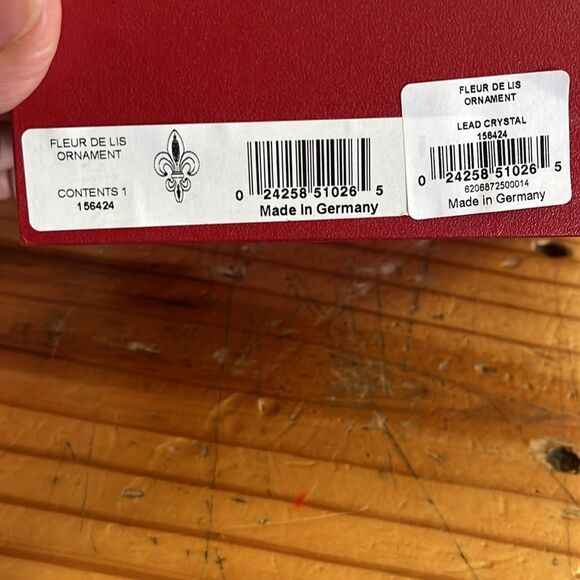 FLEUR DE LIS
ORNAMENT
CONTENTS 1
156424
0 24258 51026 5
Made in Germany
FLEUR DE LIS
ORNAMENT
LEAD CRYSTAL
156424
0 24258 51026 5
6206872500014
Made in Germany